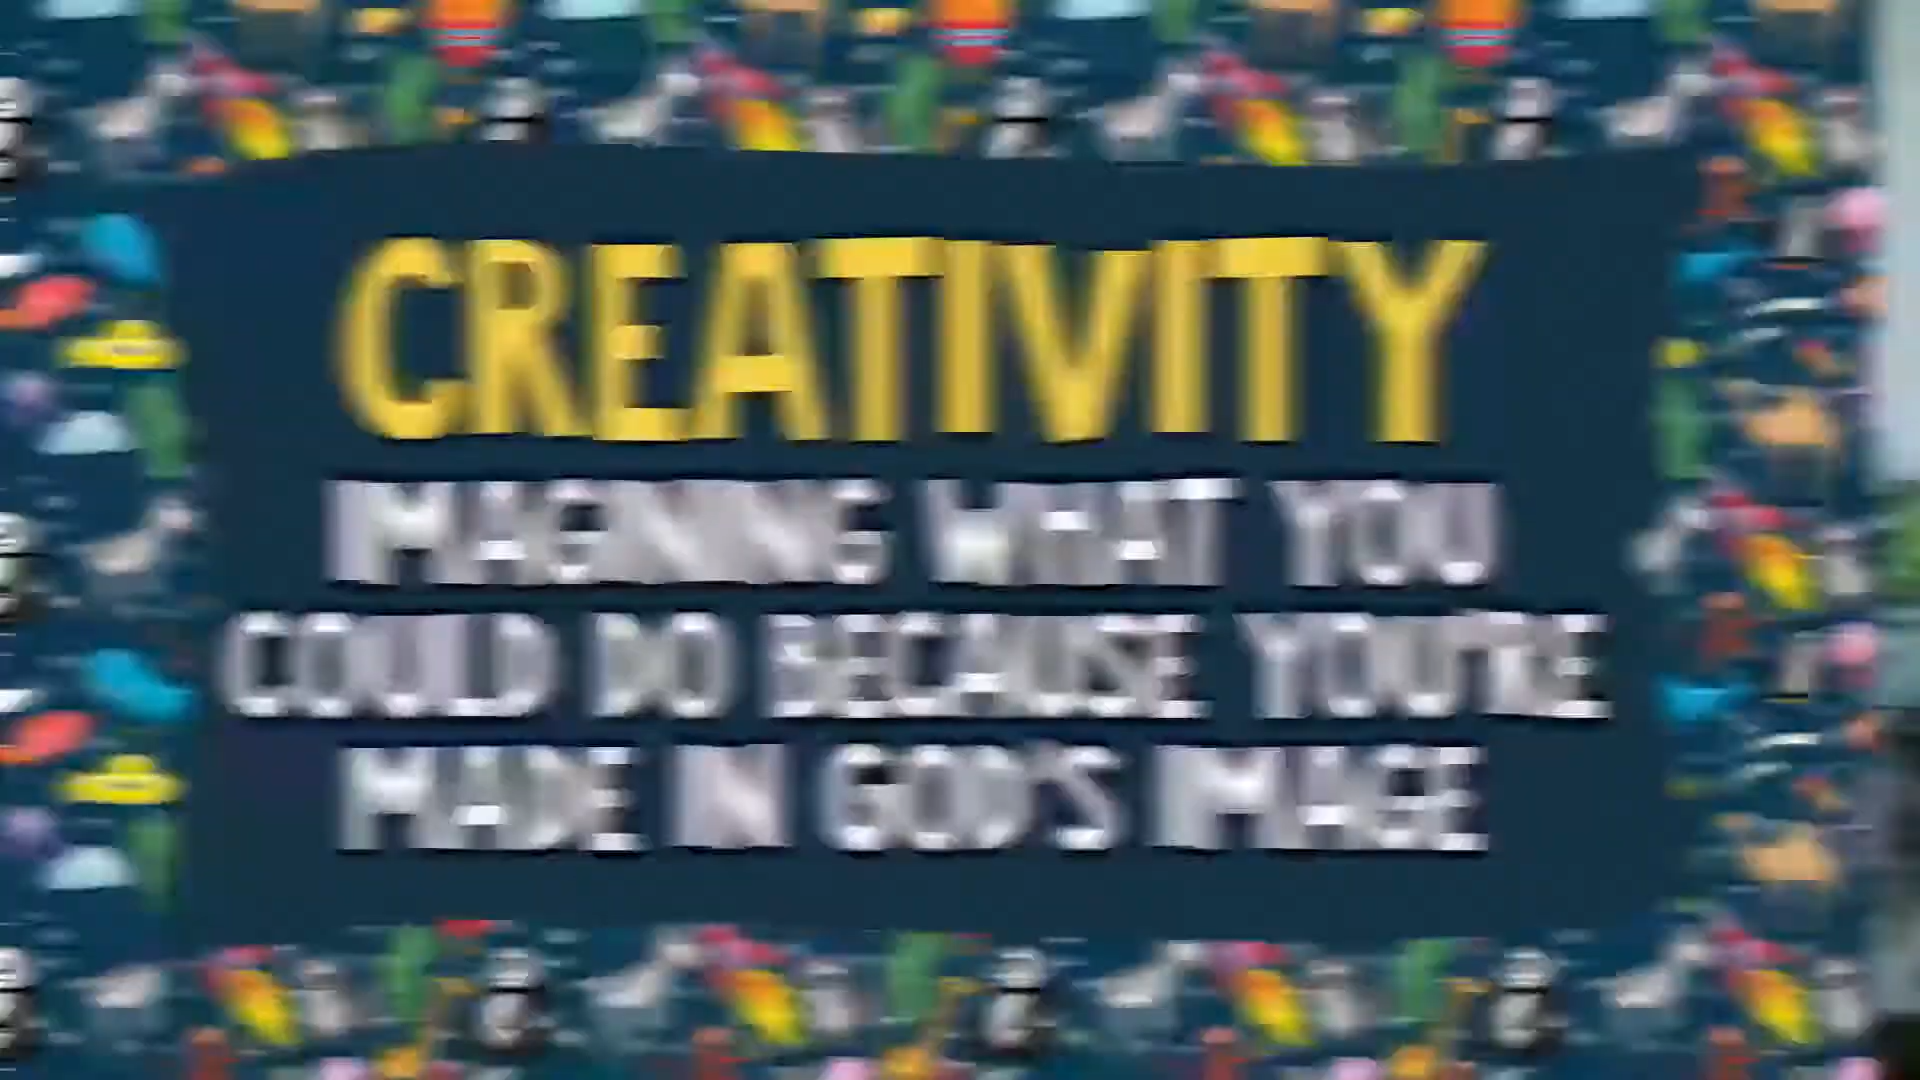 CREATIVITY
IMAGINING WHAT YOU
COULD DO BECAUSE YOU'RE
MADE IN GOD'S IMAGE